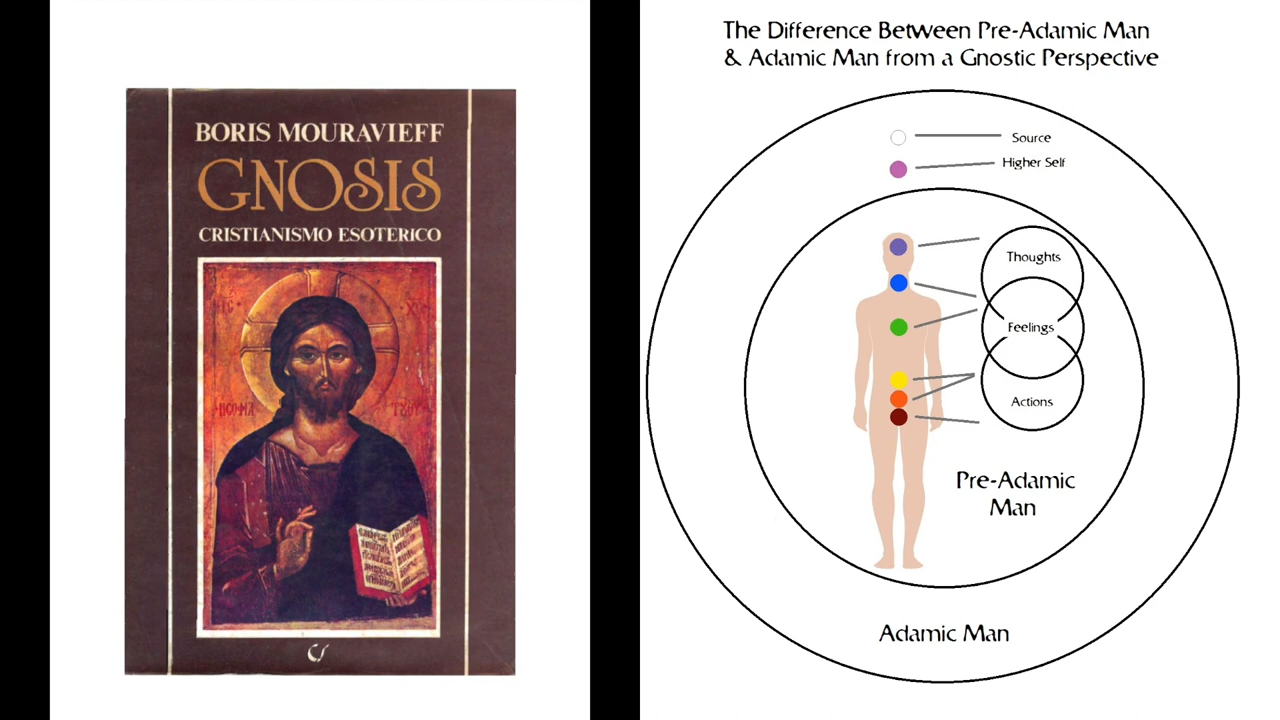 BORIS MOURAVIEFF
GNOSIS
CRISTIANISMO ESOTERICO
The Difference Between Pre-Adamic Man
& Adamic Man from a Gnostic Perspective
Source
Higher Self
Thoughts
Feelings
Actions
Pre-Adamic
Man
Adamic Man